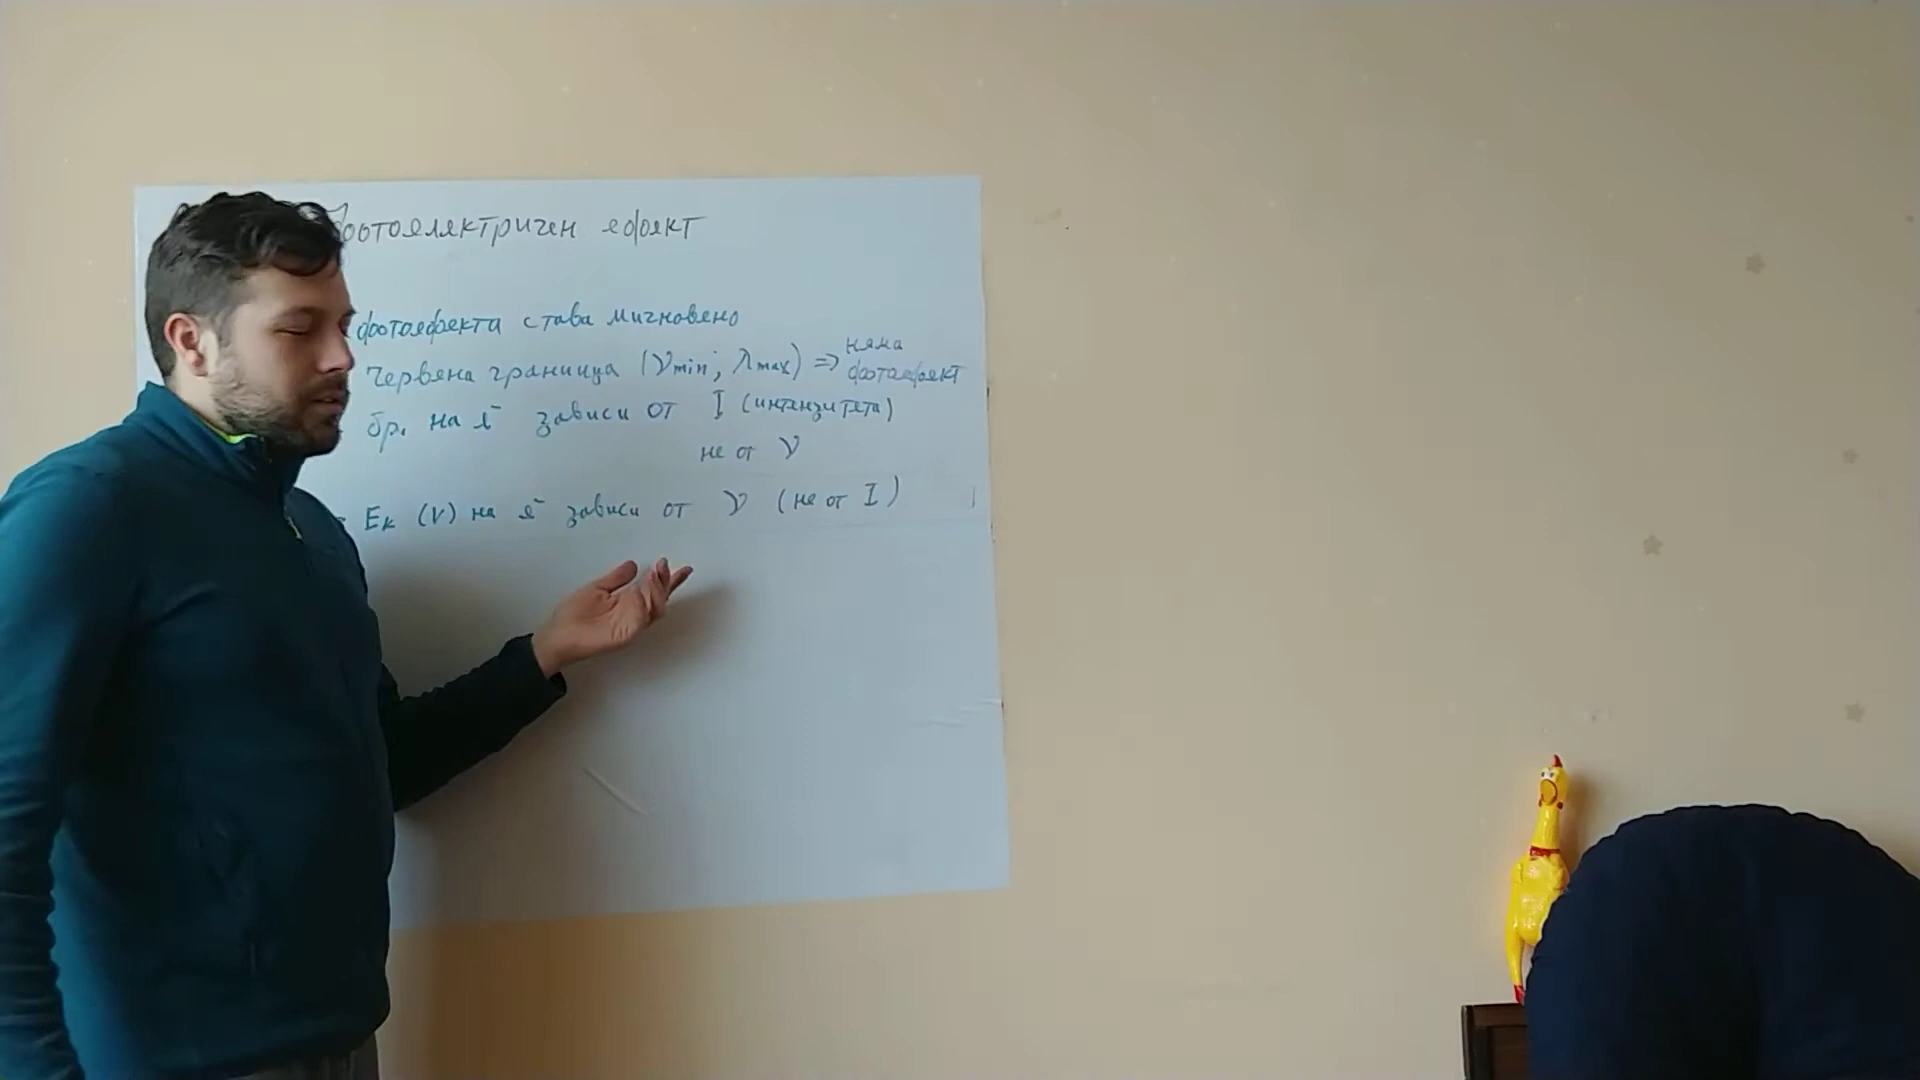 Фотоелектричен ефект
фотоефекта става мигновено
Червена граница (νmin; λmax) => няма фотоефект
бр. на е⁻ зависи от I (интензитета)
не от ν
Eк (V) на е⁻ зависи от ν (не от I)